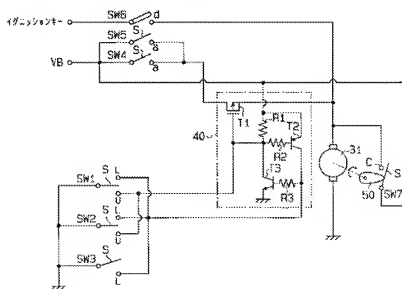 イグニッションキー
SW6
d
SW5
S
a
VB
SW4
S
a
R1
T2
40
T1
R2
T3
R3
31
C
C
S
50
SW7
SW1
S
L
U
SW2
S
L
U
SW3
S
L